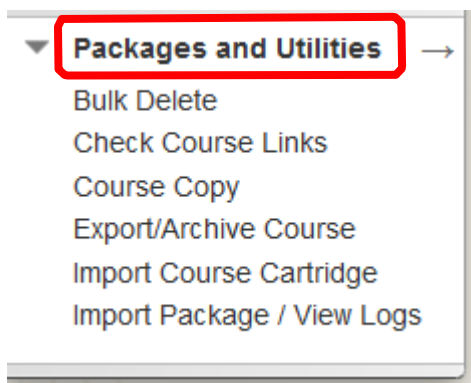 Packages and Utilities →
Bulk Delete
Check Course Links
Course Copy
Export/Archive Course
Import Course Cartridge
Import Package / View Logs